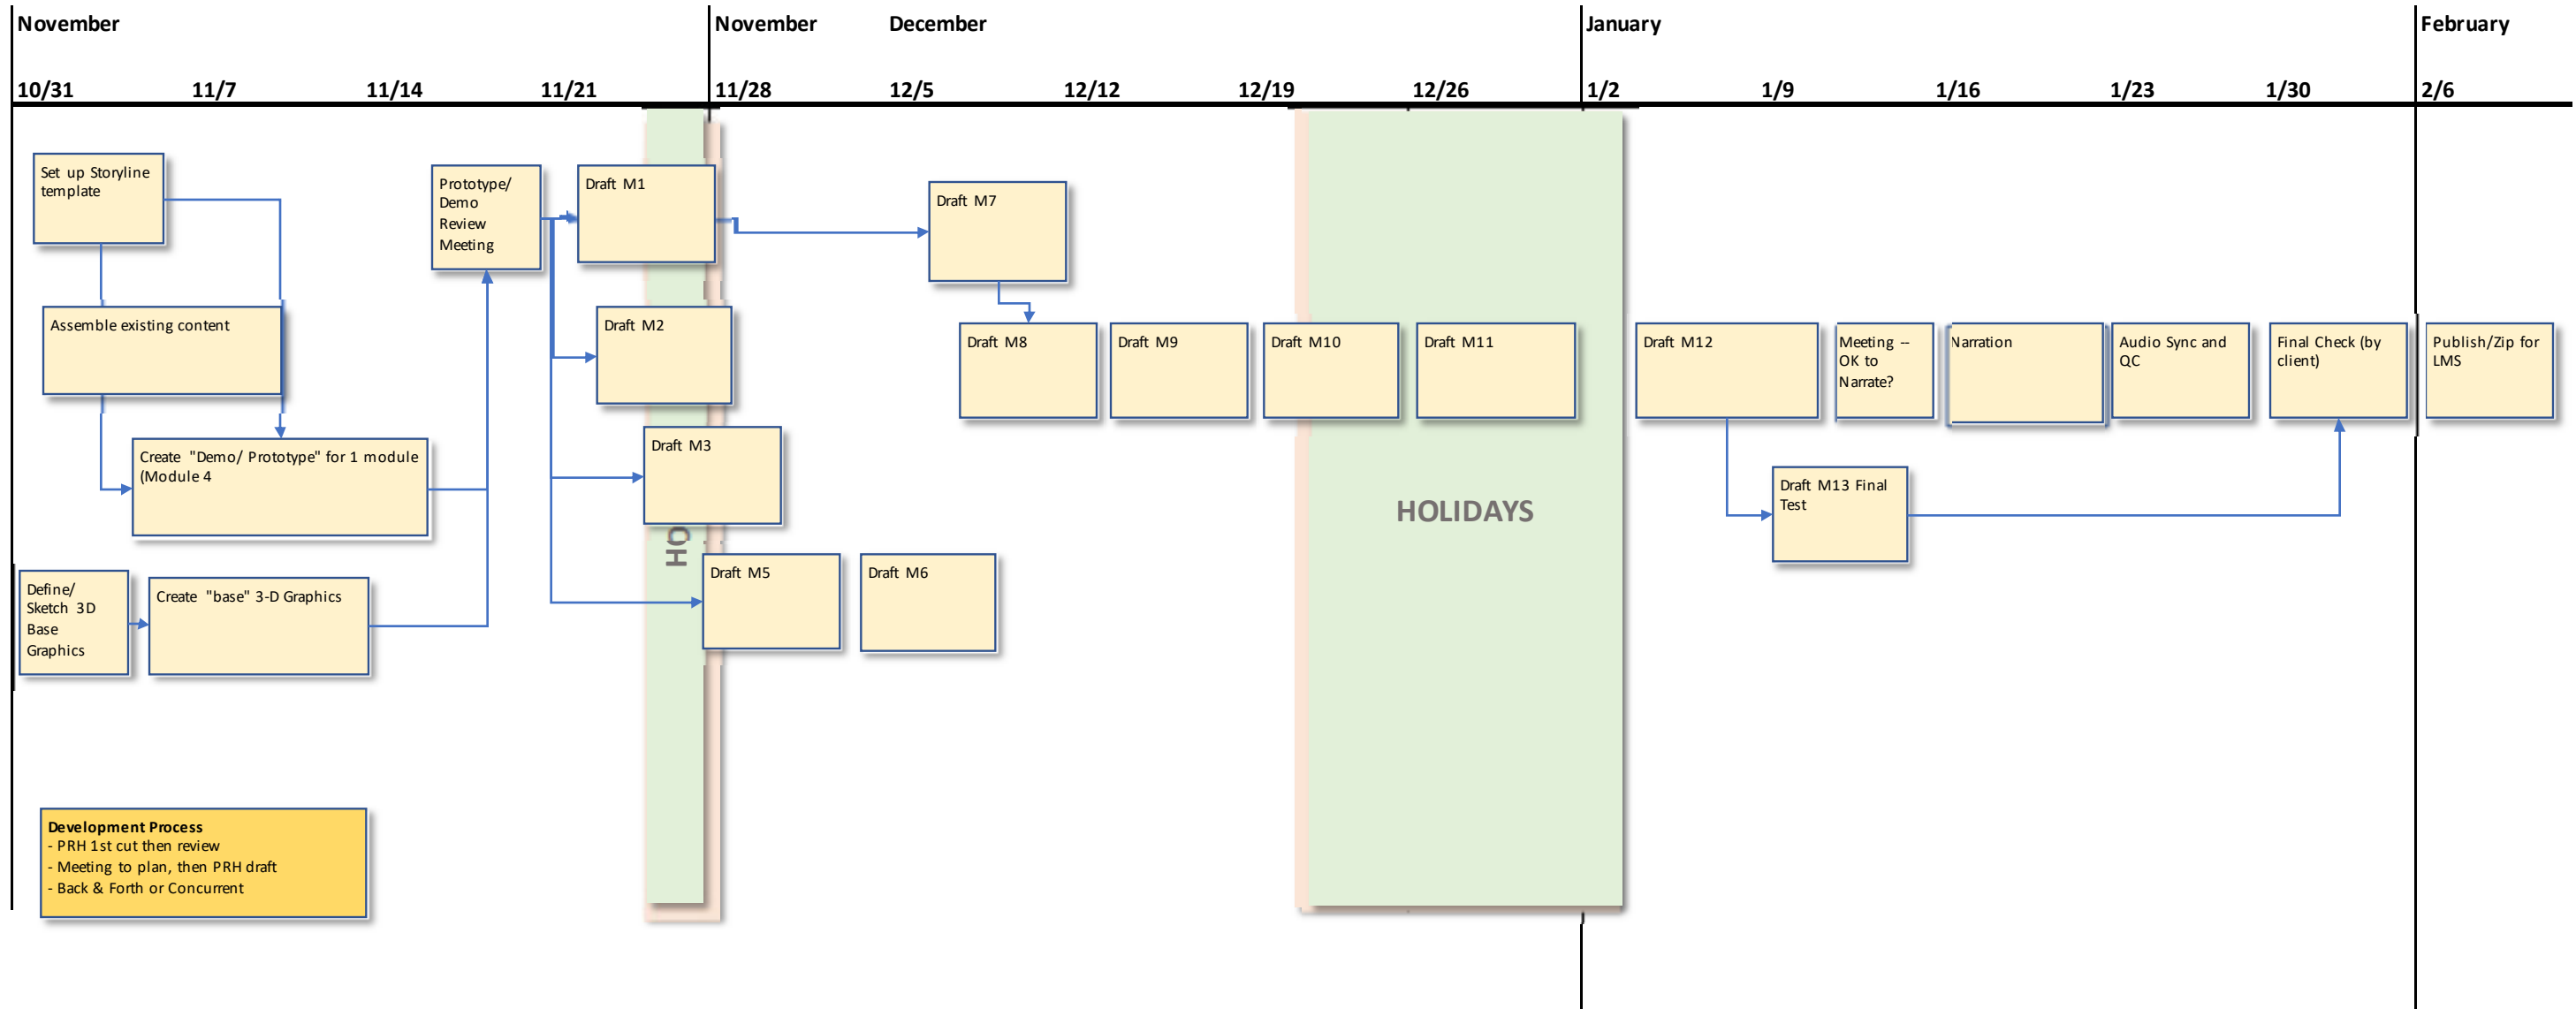 November
November
December
January
February
10/31
11/7
11/14
11/21
11/28
12/5
12/12
12/19
12/26
1/2
1/9
1/16
1/23
1/30
2/6
Set up Storyline
template
Prototype/
Demo
Review
Meeting
Draft M1
Draft M7
Assemble existing content
Draft M2
Draft M8
Draft M9
Draft M10
Draft M11
Draft M12
Meeting --
OK to
Narrate?
Narration
Audio Sync and
QC
Final Check (by
client)
Publish/Zip for
LMS
Create "Demo/ Prototype" for 1 module
(Module 4
Draft M3
HOLIDAYS
Draft M13 Final
Test
HO
Define/
Sketch 3D
Base
Graphics
Create "base" 3-D Graphics
Draft M5
Draft M6
Development Process
- PRH 1st cut then review
- Meeting to plan, then PRH draft
- Back & Forth or Concurrent